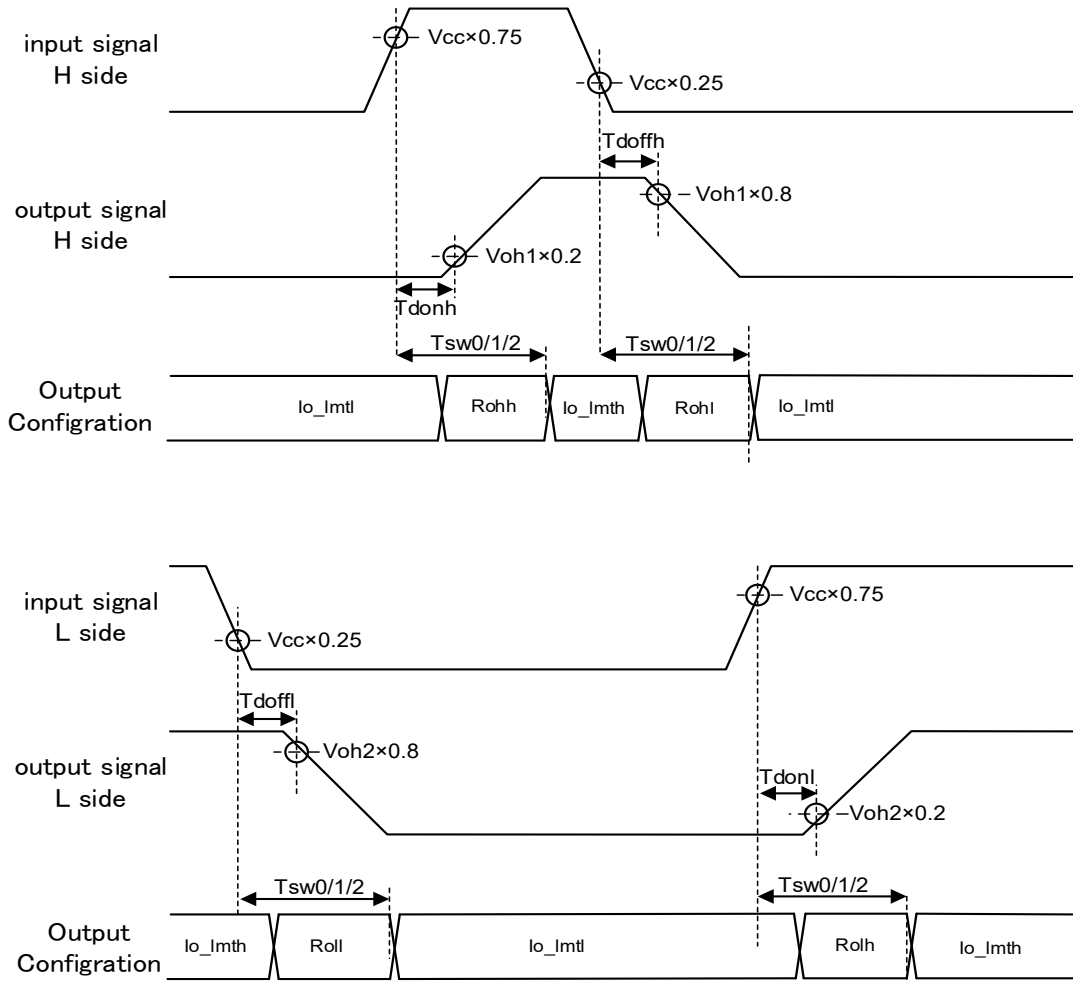 input signal
H side
Vcc×0.75
Vcc×0.25
Tdoffh
output signal
H side
Voh1×0.8
Voh1×0.2
Tdonh
Tsw0/1/2
Tsw0/1/2
Output
Configration
Io_lmtl
Rohh
Io_lmth
Rohl
Io_lmtl
input signal
L side
Vcc×0.25
Vcc×0.75
Tdoffl
output signal
L side
Voh2×0.8
Tdonl
Voh2×0.2
Tsw0/1/2
Tsw0/1/2
Output
Configration
Io_lmth
Roll
Io_lmtl
Rolh
Io_lmth